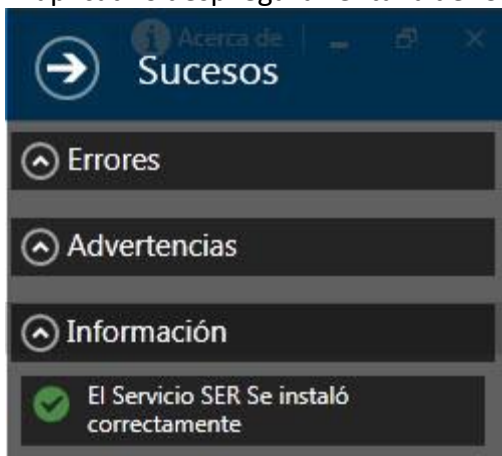 Acerca de
Sucesos
Errores
Advertencias
Información
El Servicio SER Se instaló
correctamente